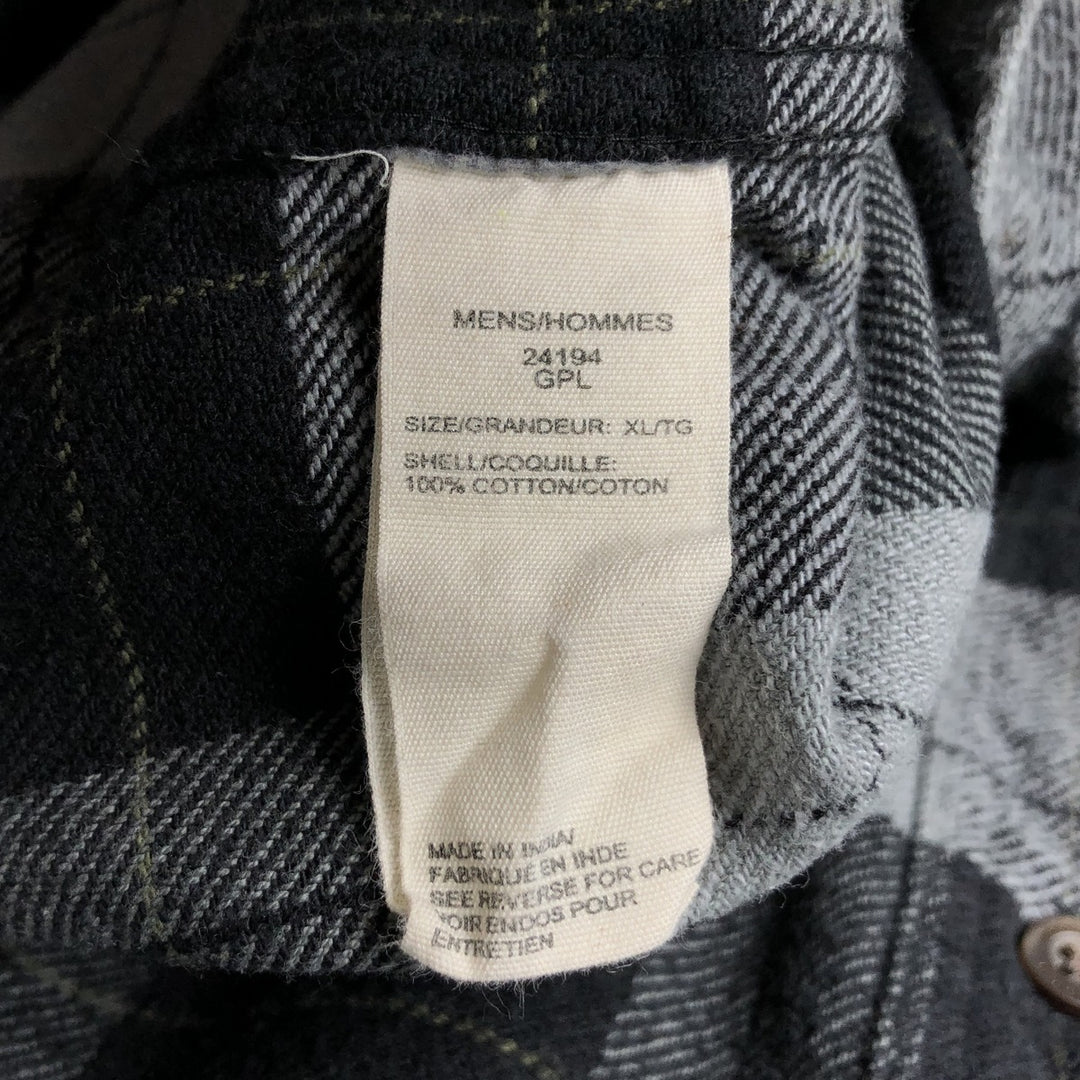 MENS/HOMMES
24194
GPL
SIZE/GRANDEUR: XL/TG
SHELL/COQUILLE:
100% COTTON/COTON
MADE IN INDIA/
FABRIQUE EN INDE
SEE REVERSE FOR CARE
VOIR ENDOS POUR
ENTRETIEN